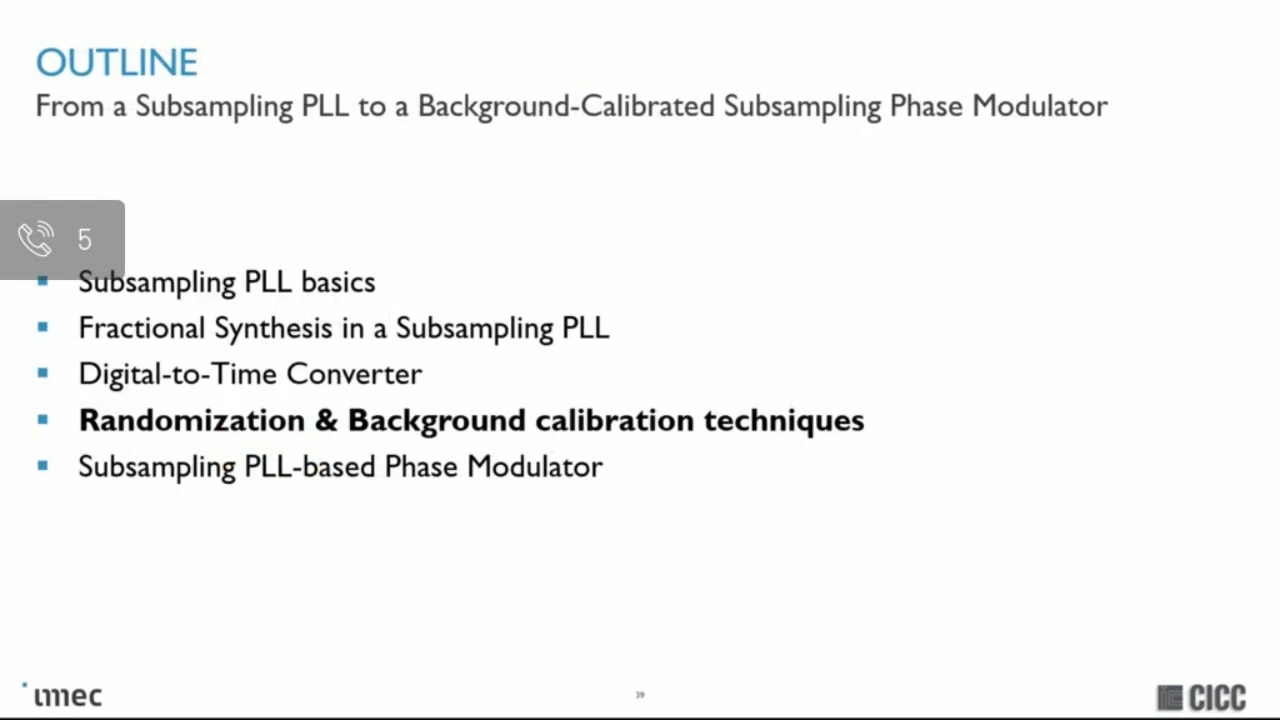 OUTLINE
From a Subsampling PLL to a Background-Calibrated Subsampling Phase Modulator
5
Subsampling PLL basics
Fractional Synthesis in a Subsampling PLL
Digital-to-Time Converter
Randomization & Background calibration techniques
Subsampling PLL-based Phase Modulator
imec
39
CICC